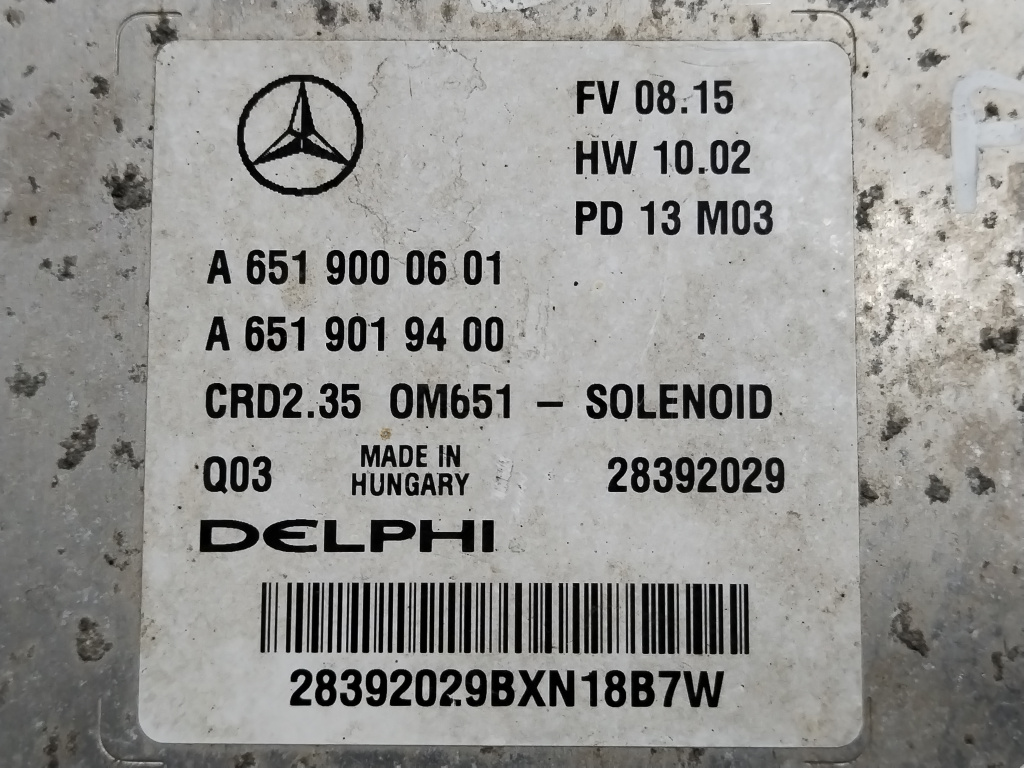 FV 08.15
HW 10.02
PD 13 M03
A 651 900 06 01
A 651 901 94 00
CRD2.35 OM651 – SOLENOID
Q03 MADE IN HUNGARY 28392029
DELPHI
28392029BXN18B7W